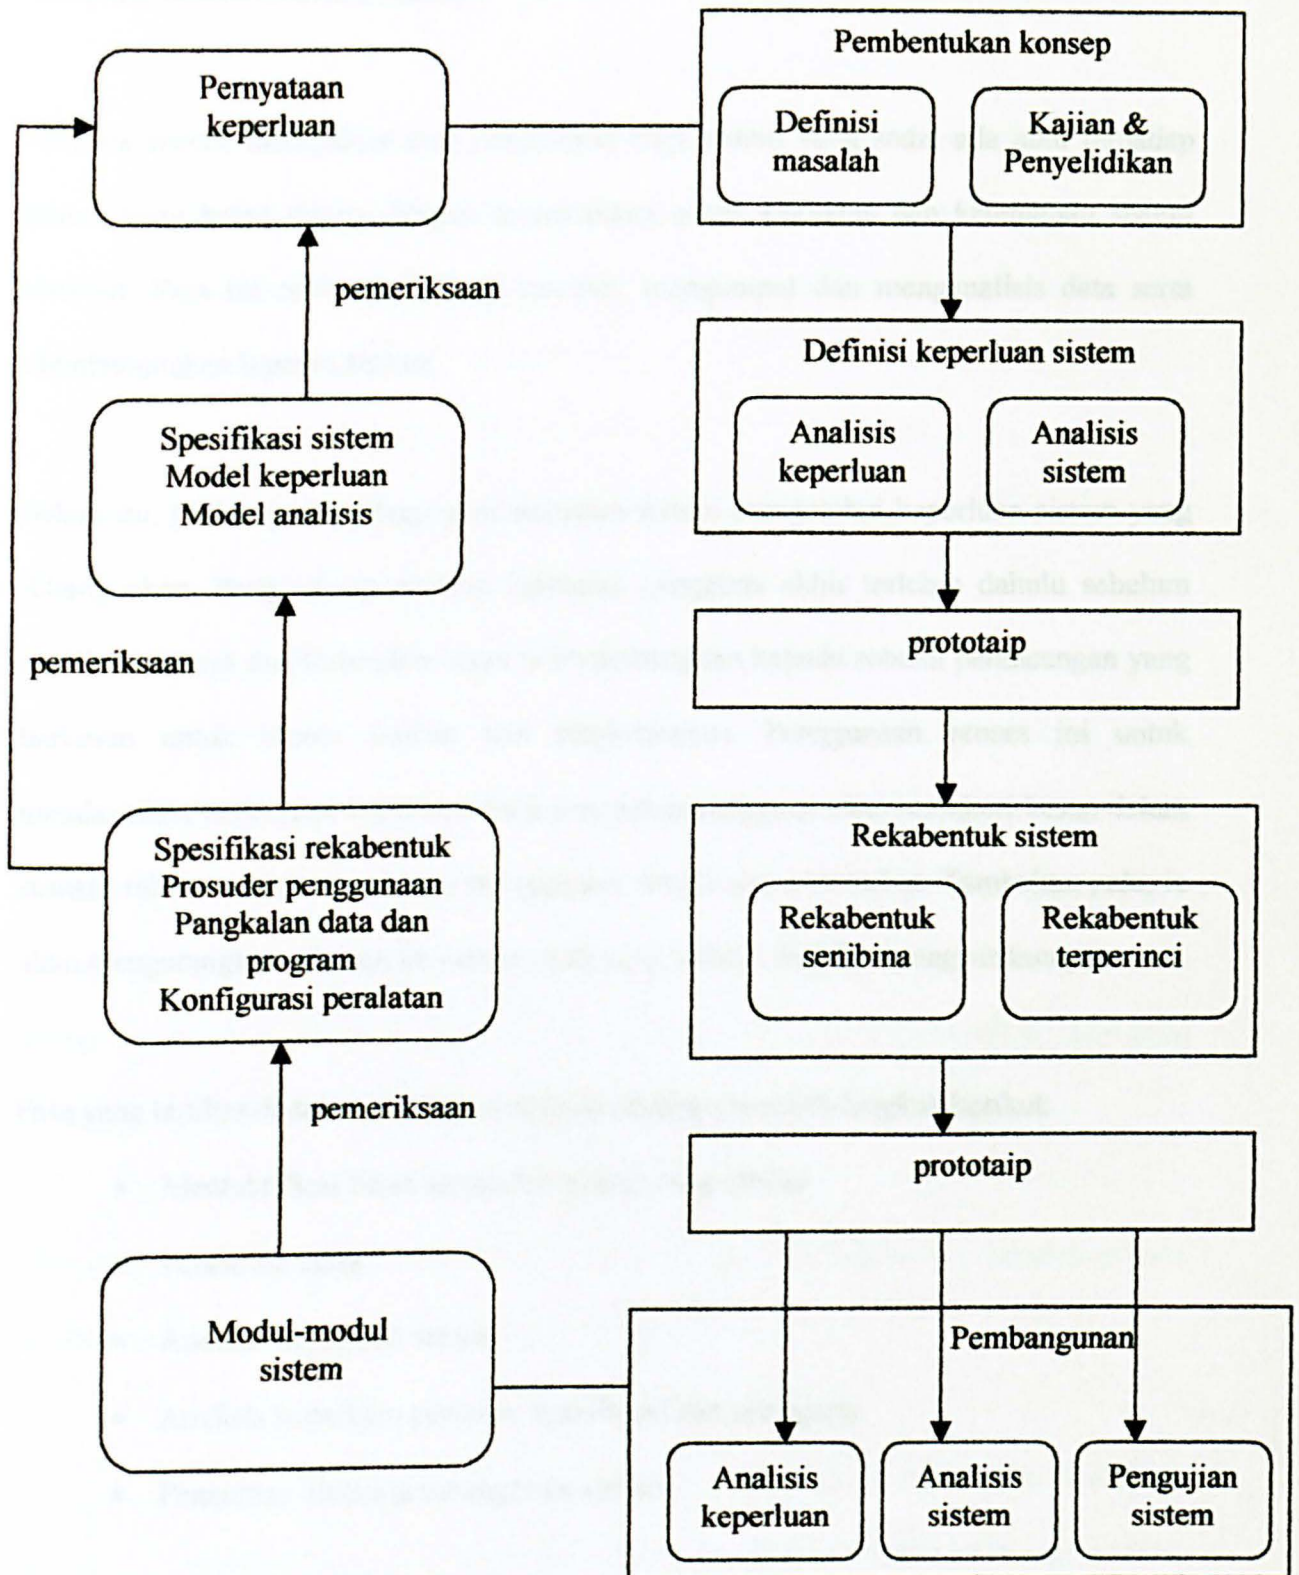 Pernyataan
keperluan
pemeriksaan
Spesifikasi sistem
Model keperluan
Model analisis
pemeriksaan
Spesifikasi rekabentuk
Prosuder penggunaan
Pangkalan data dan
program
Konfigurasi peralatan
pemeriksaan
Modul-modul
sistem
Pembentukan konsep
Definisi
masalah
Kajian &
Penyelidikan
Definisi keperluan sistem
Analisis
keperluan
Analisis
sistem
prototaip
Rekabentuk sistem
Rekabentuk
senibina
Rekabentuk
terperinci
prototaip
Pembangunan
Analisis
keperluan
Analisis
sistem
Pengujian
sistem